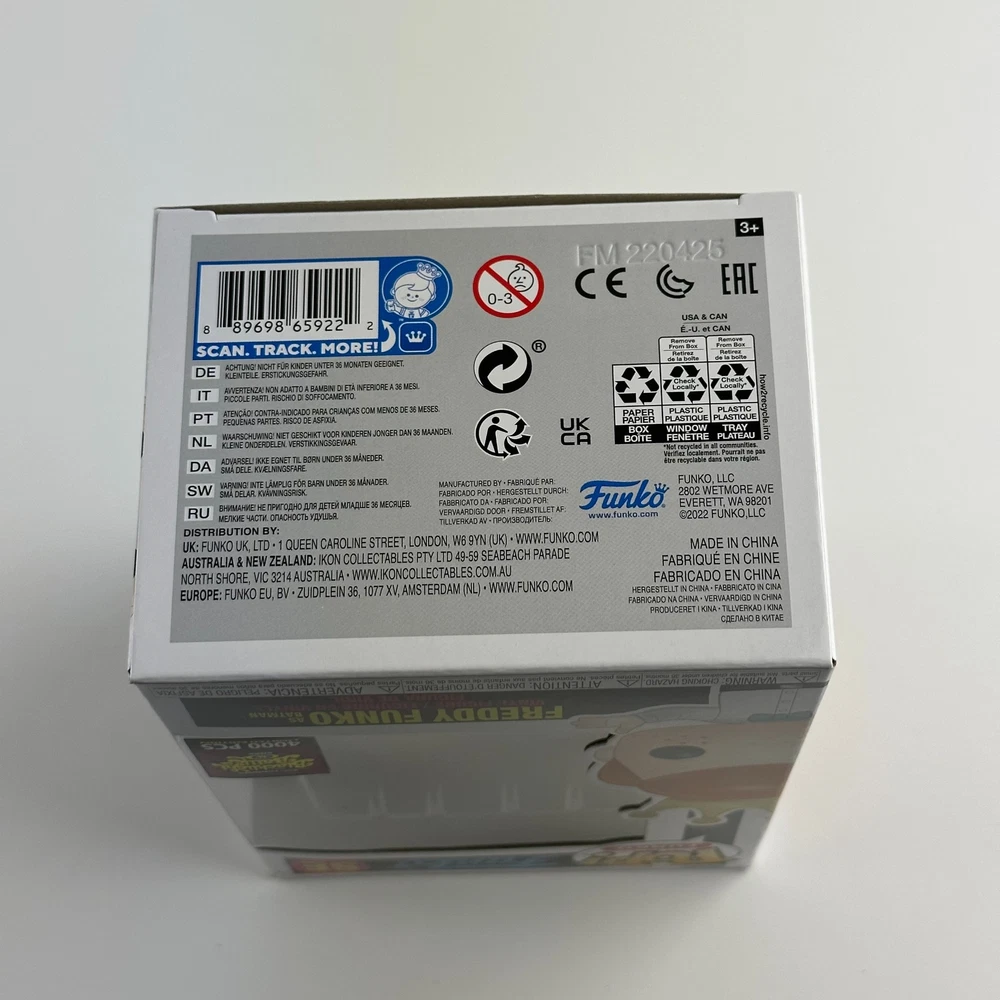 3+
FM 220425
CE
EAC
8 89698 65922 2
SCAN. TRACK. MORE!
0-3
USA & CAN
É.-U. et CAN
Remove From Box
Retirez de la boîte
Remove From Box
Retirez de la boîte
Check Locally*
Check Locally*
PAPER
PAPIER
BOX
BOÎTE
PLASTIC
PLASTIQUE
WINDOW
FENÊTRE
PLASTIC
PLASTIQUE
TRAY
PLATEAU
how2recycle.info
*Not recycled in all communities.
Vérifiez localement. Pourrait ne pas
être recyclable dans votre région.
®
UK
CA
DE ACHTUNG! NICHT FÜR KINDER UNTER 36 MONATEN GEEIGNET.
KLEINTEILE. ERSTICKUNGSGEFAHR.
IT AVVERTENZA! NON ADATTO A BAMBINI DI ETÀ INFERIORE A 36 MESI.
PICCOLE PARTI. RISCHIO DI SOFFOCAMENTO.
PT ATENÇÃO! CONTRA-INDICADO PARA CRIANÇAS COM MENOS DE 36 MESES.
PEQUENAS PARTES. RISCO DE ASFIXIA.
NL WAARSCHUWING! NIET GESCHIKT VOOR KINDEREN JONGER DAN 36 MAANDEN.
KLEINE ONDERDELEN. VERSTIKKINGSGEVAAR.
DA ADVARSEL! IKKE EGNET TIL BØRN UNDER 36 MÅNEDER.
SMÅ DELE. KVÆLNINGSFARE.
SW VARNING! INTE LÄMPLIG FÖR BARN UNDER 36 MÅNADER.
SMÅ DELAR. KVÄVNINGSRISK.
RU ВНИМАНИЕ! НЕ ПРИГОДНО ДЛЯ ДЕТЕЙ МЛАДШЕ 36 МЕСЯЦЕВ.
МЕЛКИЕ ЧАСТИ. ОПАСНОСТЬ УДУШЬЯ.
MANUFACTURED BY • FABRIQUÉ PAR:
FABRICADO POR • HERGESTELLT DURCH:
FABBRICATO DA • FABRICADO POR:
VERVAARDIGD DOOR • FREMSTILLET AF:
TILLVERKAD AV • ПРОИЗВОДИТЕЛЬ:
Funko
www.funko.com
FUNKO, LLC
2802 WETMORE AVE
EVERETT, WA 98201
©2022 FUNKO,LLC
DISTRIBUTION BY:
UK: FUNKO UK, LTD • 1 QUEEN CAROLINE STREET, LONDON, W6 9YN (UK) • WWW.FUNKO.COM
AUSTRALIA & NEW ZEALAND: IKON COLLECTABLES PTY LTD 49-59 SEABEACH PARADE
NORTH SHORE, VIC 3214 AUSTRALIA • WWW.IKONCOLLECTABLES.COM.AU
EUROPE: FUNKO EU, BV • ZUIDPLEIN 36, 1077 XV, AMSTERDAM (NL) • WWW.FUNKO.COM
MADE IN CHINA
FABRIQUÉ EN CHINE
FABRICADO EN CHINA
HERGESTELLT IN CHINA • FABBRICATO IN CINA
FABRICADO NA CHINA • VERVAARDIGD IN CHINA
PRODUCERET I KINA • TILLVERKAD I KINA
СДЕЛАНО В КИТАЕ
FREDDY FUNKO AS BATMAN
4000 PCS